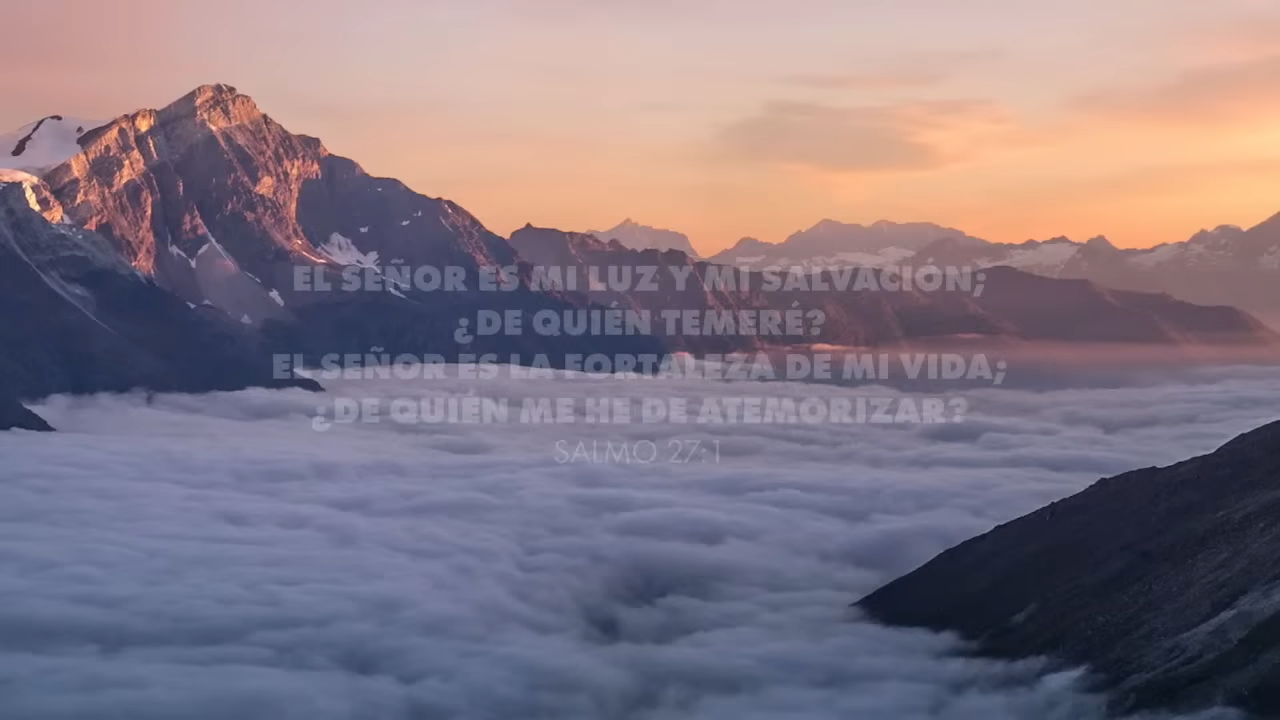 EL SEÑOR ES MI LUZ Y MI SALVACIÓN;
¿DE QUIÉN TEMERÉ?
EL SEÑOR ES LA FORTALEZA DE MI VIDA;
¿DE QUIÉN ME HE DE ATEMORIZAR?
SALMO 27:1